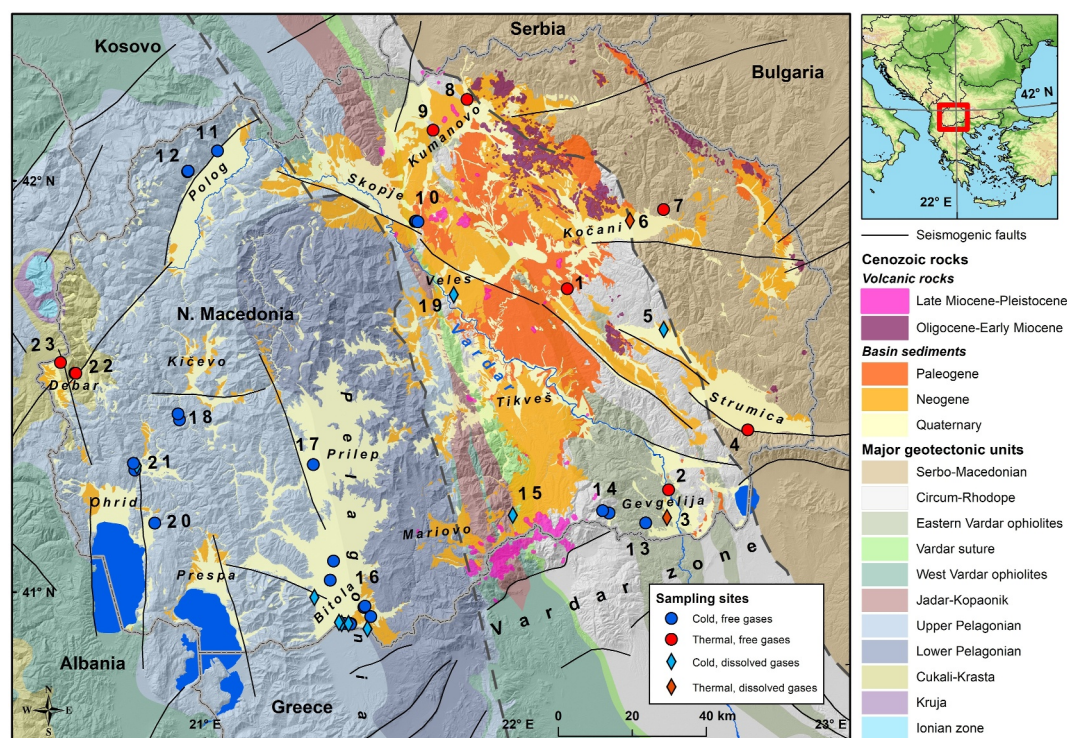 Kosovo
Serbia
Bulgaria
42° N
22° E
8
9
Kumanovo
11
12
Polog
42° N
Skopje
10
7
6
Kočani
1
Veles
19
5
N. Macedonia
Vardar
23
22
Debar
Kičevo
Tikveš
Strumica
4
18
17
Prilep
Pelagonia
21
2
Ohrid
15
14
Gevgelija
3
20
Mariovo
13
Prespa
16
41° N
Bitola
Vardar zone
Albania
Greece
N
W
E
S
21° E
22° E
23° E
0
20
40 km
Sampling sites
Cold, free gases
Thermal, free gases
Cold, dissolved gases
Thermal, dissolved gases
Seismogenic faults
Cenozoic rocks
Volcanic rocks
Late Miocene-Pleistocene
Oligocene-Early Miocene
Basin sediments
Paleogene
Neogene
Quaternary
Major geotectonic units
Serbo-Macedonian
Circum-Rhodope
Eastern Vardar ophiolites
Vardar suture
West Vardar ophiolites
Jadar-Kopaonik
Upper Pelagonian
Lower Pelagonian
Cukali-Krasta
Kruja
Ionian zone